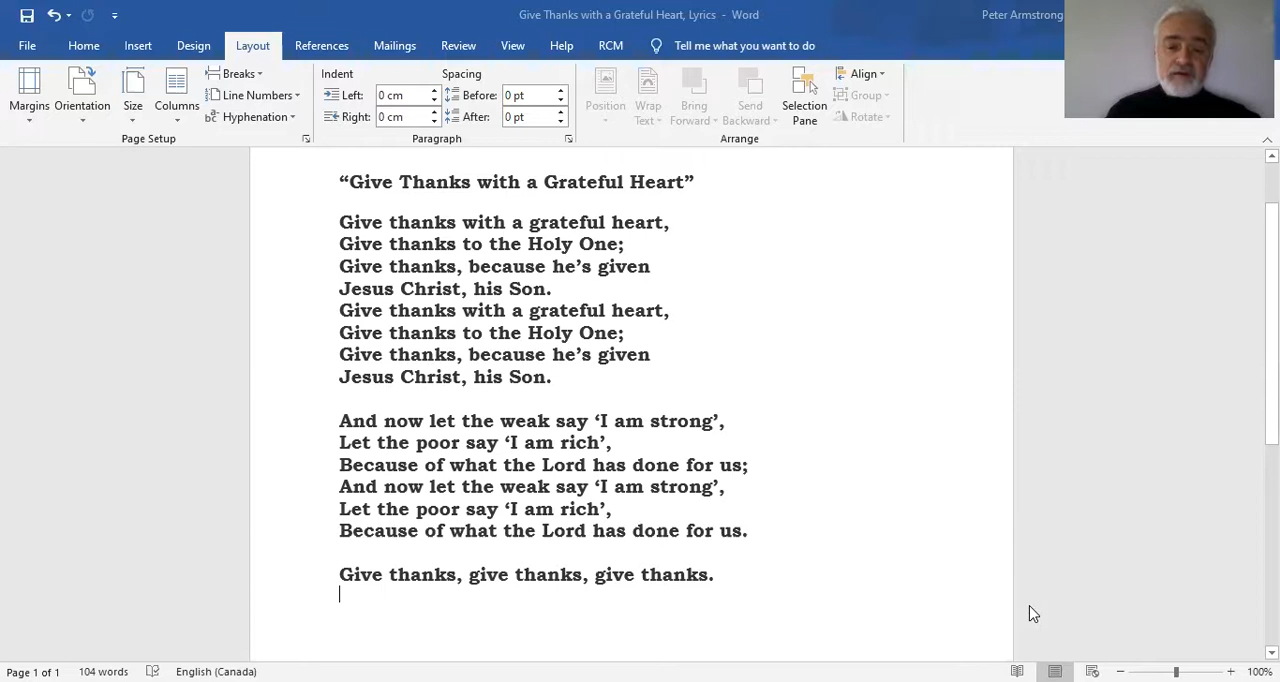 Give Thanks with a Grateful Heart, Lyrics - Word
Peter Armstrong
File Home Insert Design Layout References Mailings Review View Help RCM Tell me what you want to do
Margins Orientation Size Columns
Breaks
Line Numbers
Hyphenation
Page Setup
Indent Spacing
Left: 0 cm Before: 0 pt
Right: 0 cm After: 0 pt
Paragraph
Position Wrap Text Bring Forward Send Backward Selection Pane
Align
Group
Rotate
Arrange
“Give Thanks with a Grateful Heart”
Give thanks with a grateful heart,
Give thanks to the Holy One;
Give thanks, because he’s given
Jesus Christ, his Son.
Give thanks with a grateful heart,
Give thanks to the Holy One;
Give thanks, because he’s given
Jesus Christ, his Son.
And now let the weak say ‘I am strong’,
Let the poor say ‘I am rich’,
Because of what the Lord has done for us;
And now let the weak say ‘I am strong’,
Let the poor say ‘I am rich’,
Because of what the Lord has done for us.
Give thanks, give thanks, give thanks.
Page 1 of 1 104 words English (Canada) 100%